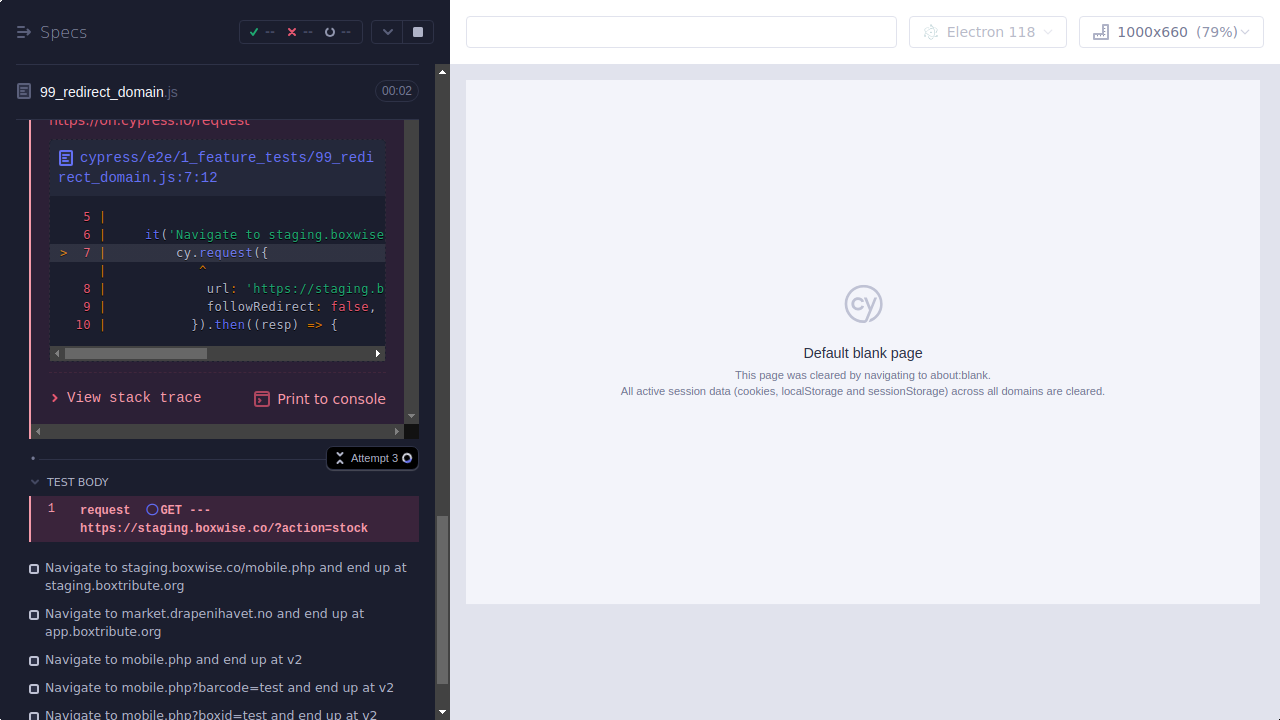 Specs
--
--
--
Electron 118
1000x660 (79%)
99_redirect_domain.js
00:02
https://on.cypress.io/request
cypress/e2e/1_feature_tests/99_redi
rect_domain.js:7:12
5 |
6 | it('Navigate to staging.boxwise
> 7 | cy.request({
| ^
8 | url: 'https://staging.b
9 | followRedirect: false,
10 | }).then((resp) => {
View stack trace
Print to console
Attempt 3
TEST BODY
1 request GET ---
https://staging.boxwise.co/?action=stock
Navigate to staging.boxwise.co/mobile.php and end up at
staging.boxtribute.org
Navigate to market.drapenihavet.no and end up at
app.boxtribute.org
Navigate to mobile.php and end up at v2
Navigate to mobile.php?barcode=test and end up at v2
Navigate to mobile.php?boxid=test and end up at v2
cy
Default blank page
This page was cleared by navigating to about:blank.
All active session data (cookies, localStorage and sessionStorage) across all domains are cleared.